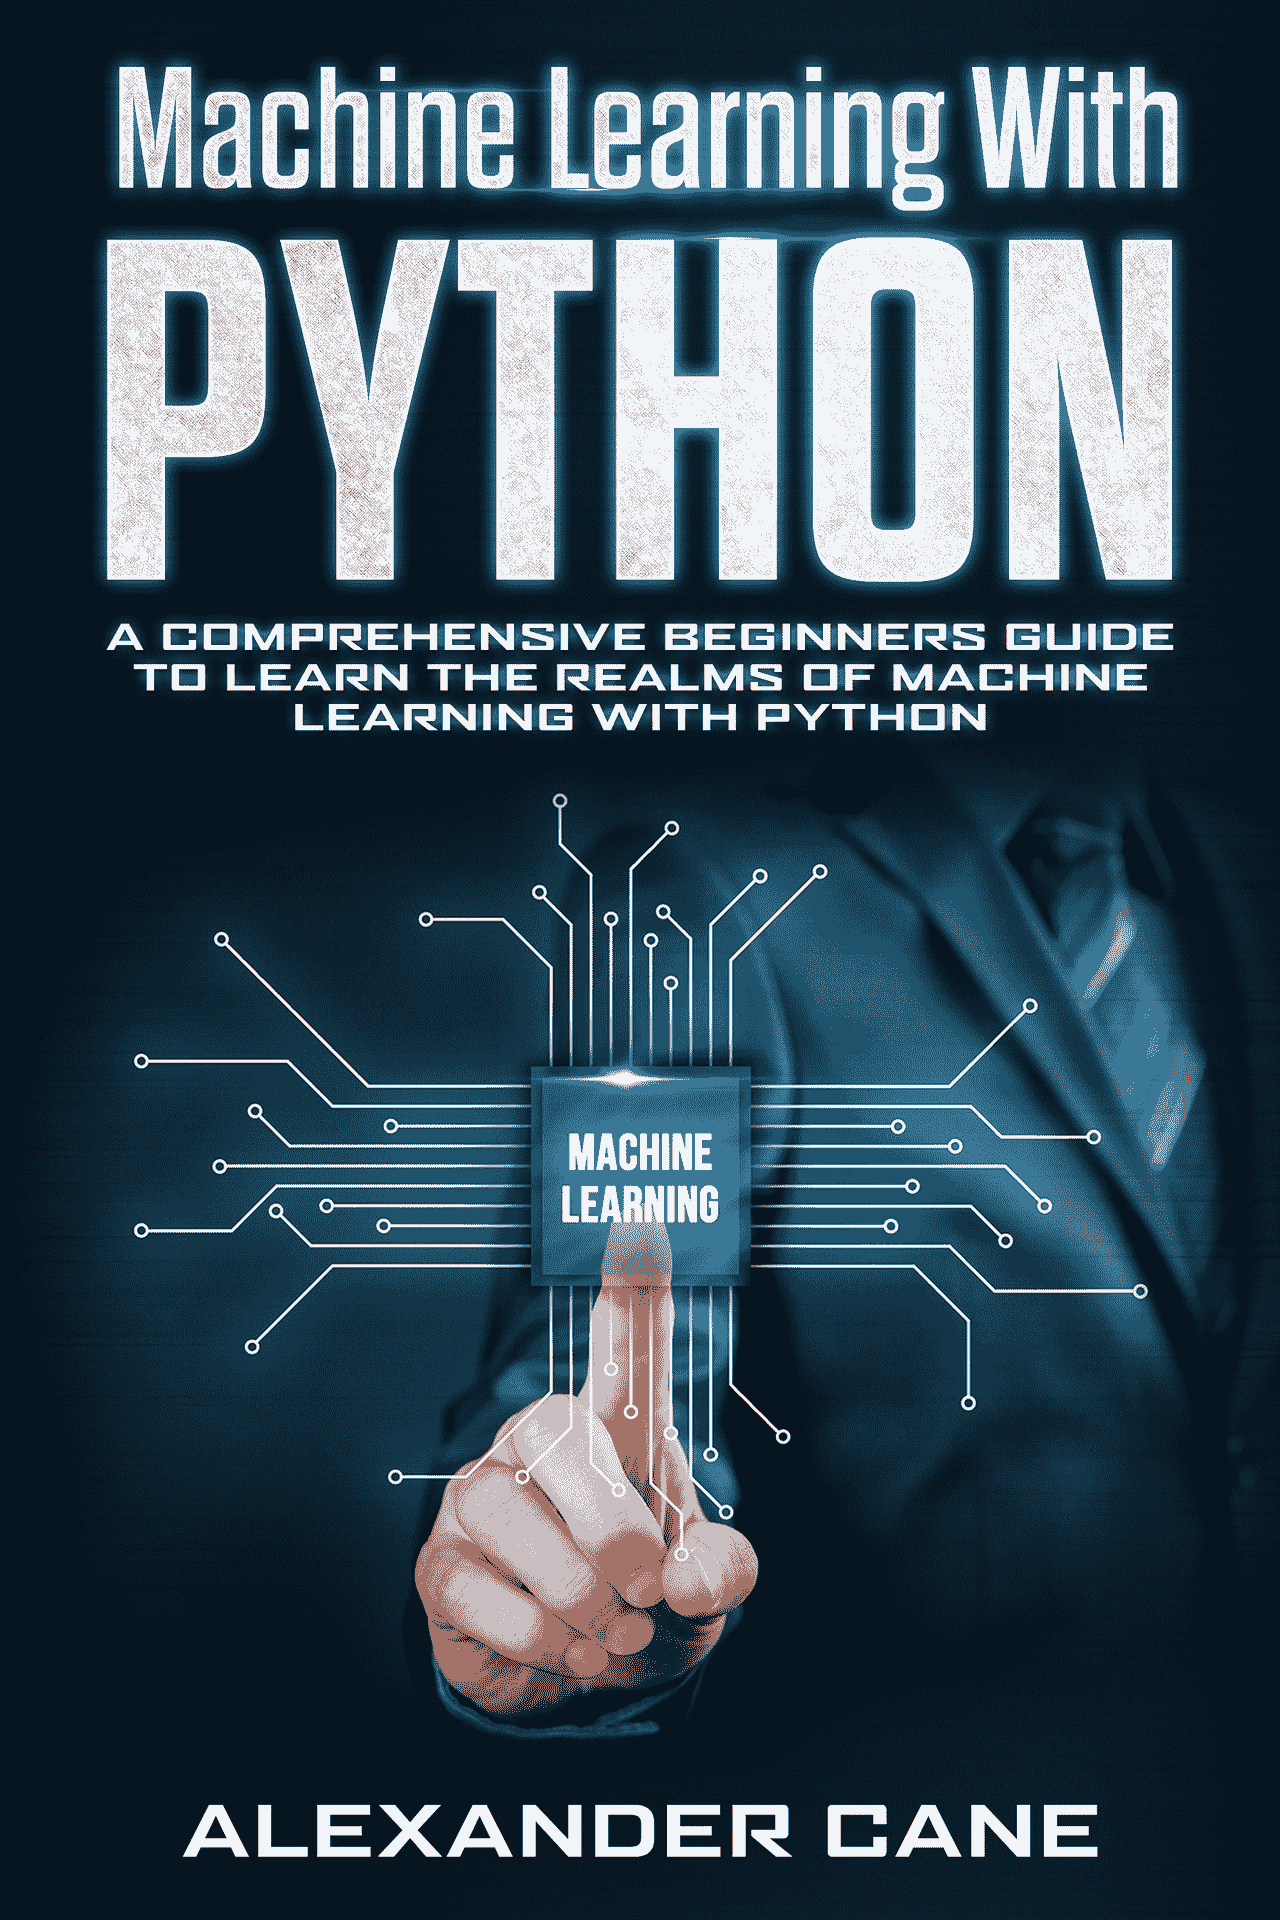 Machine Learning With
PYTHON
A COMPREHENSIVE BEGINNERS GUIDE
TO LEARN THE REALMS OF MACHINE
LEARNING WITH PYTHON
MACHINE
LEARNING
ALEXANDER CANE